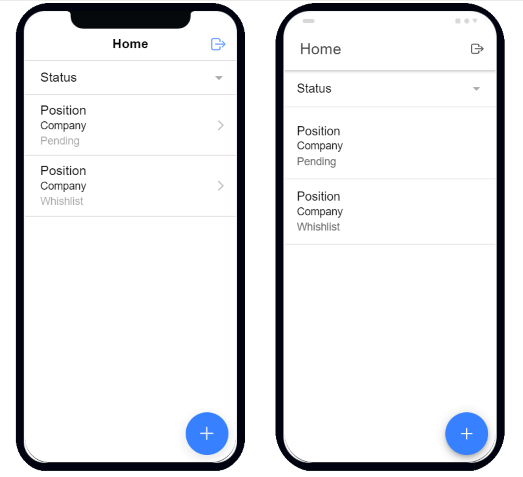 Home
Status
Position
Company
Pending
Position
Company
Whishlist
Home
Status
Position
Company
Pending
Position
Company
Whishlist